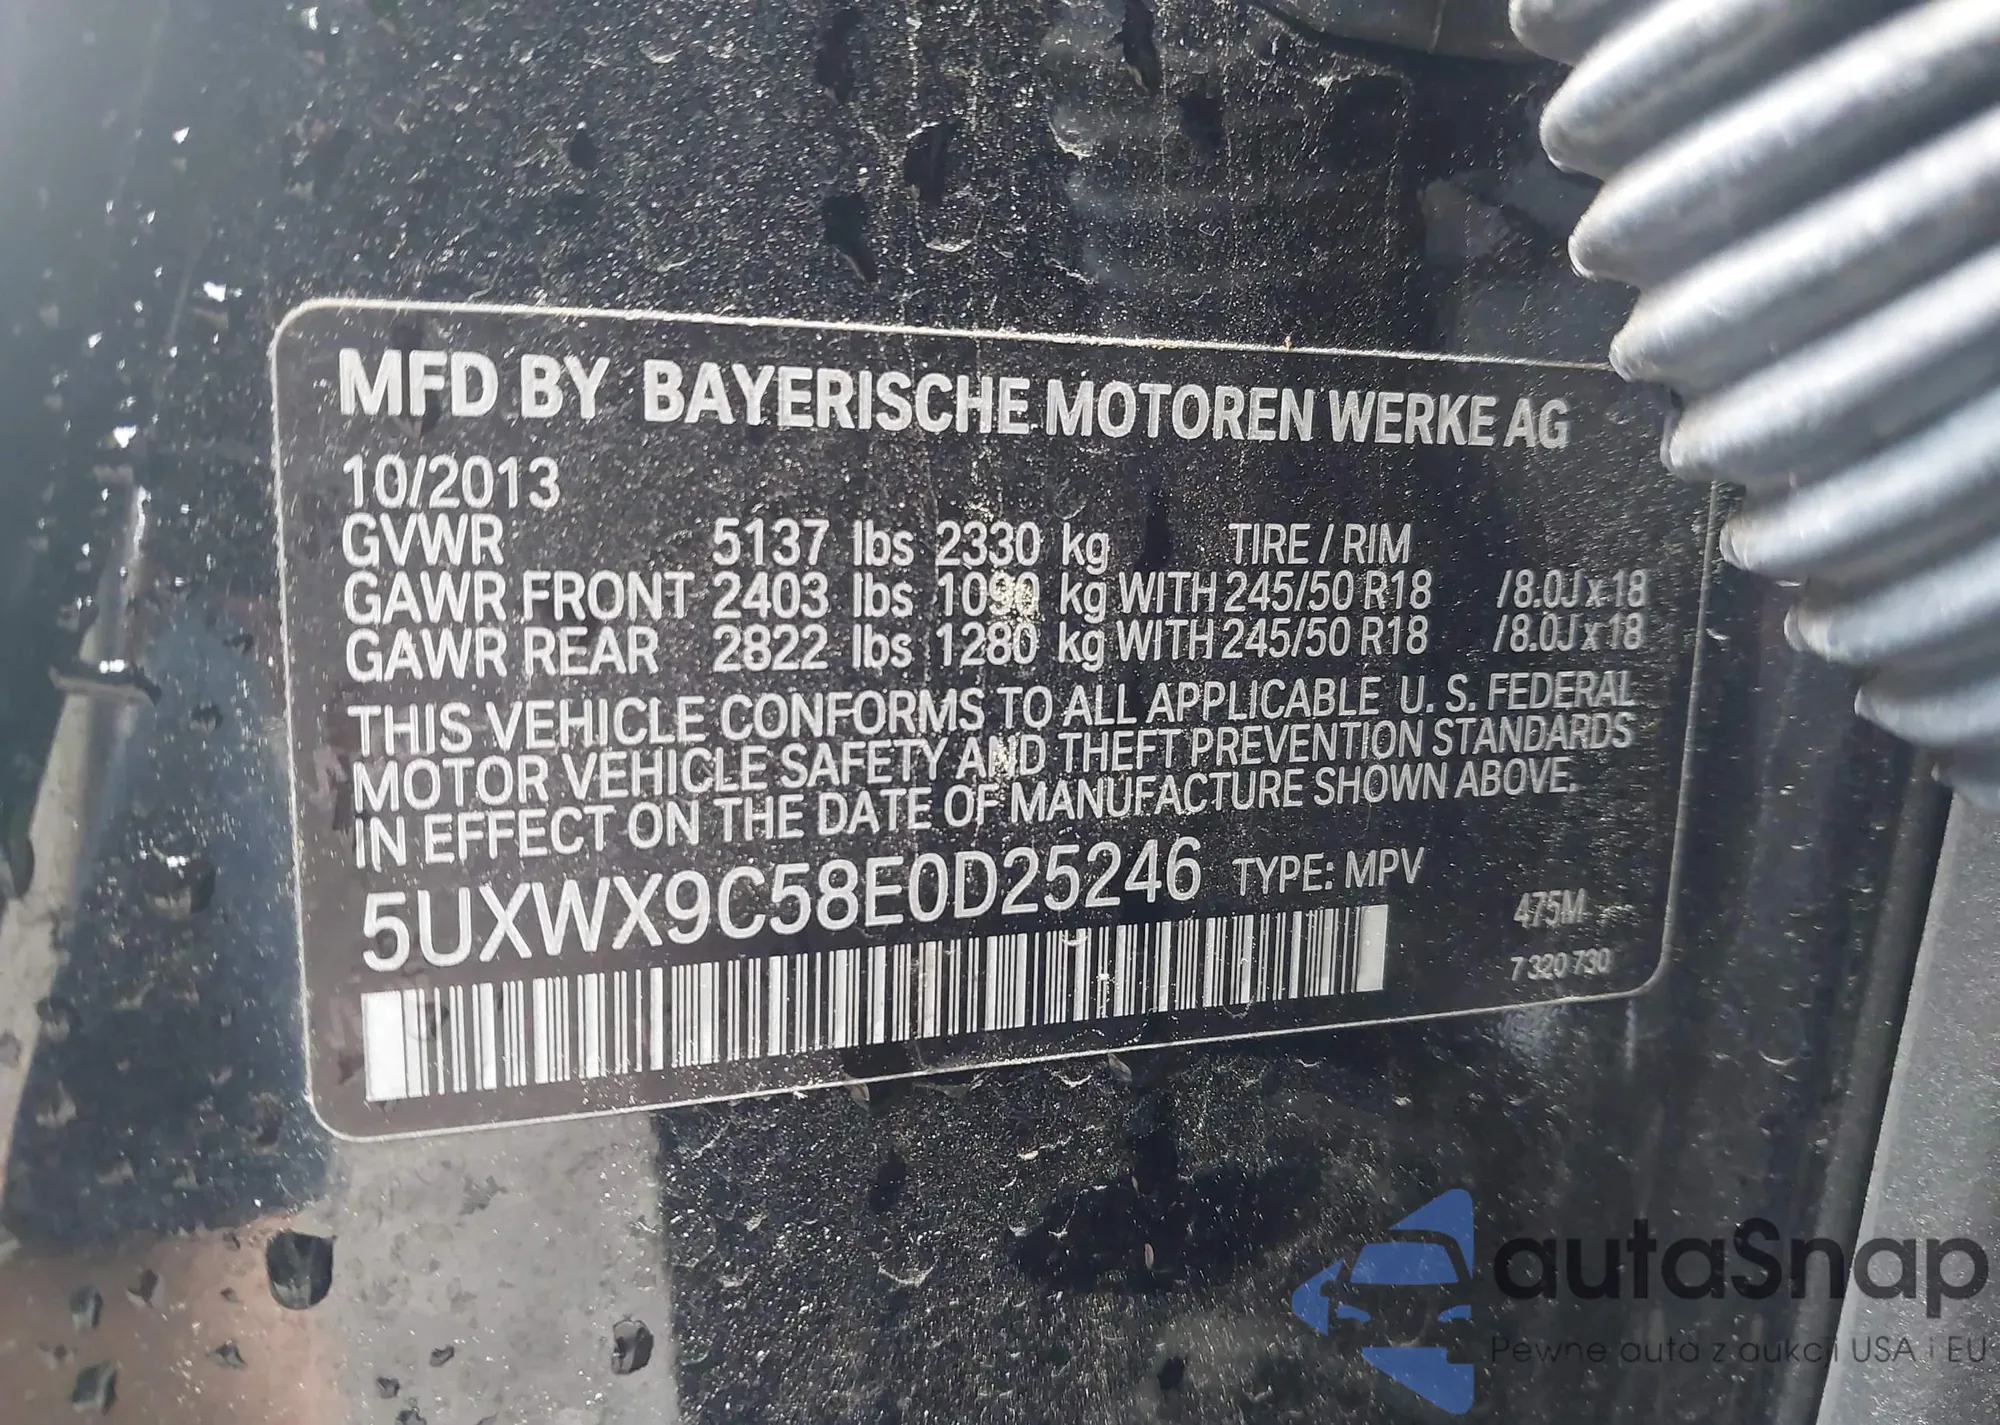 MFD BY BAYERISCHE MOTOREN WERKE AG
10/2013
GVWR 5137 lbs 2330 kg TIRE / RIM
GAWR FRONT 2403 lbs 1090 kg WITH 245/50 R18 /8.0J x 18
GAWR REAR 2822 lbs 1280 kg WITH 245/50 R18 /8.0J x 18
THIS VEHICLE CONFORMS TO ALL APPLICABLE U. S. FEDERAL
MOTOR VEHICLE SAFETY AND THEFT PREVENTION STANDARDS
IN EFFECT ON THE DATE OF MANUFACTURE SHOWN ABOVE.
5UXWX9C58E0D25246 TYPE: MPV
475M
7 320 730
autaSnap
Pewne auta z aukcji USA i EU